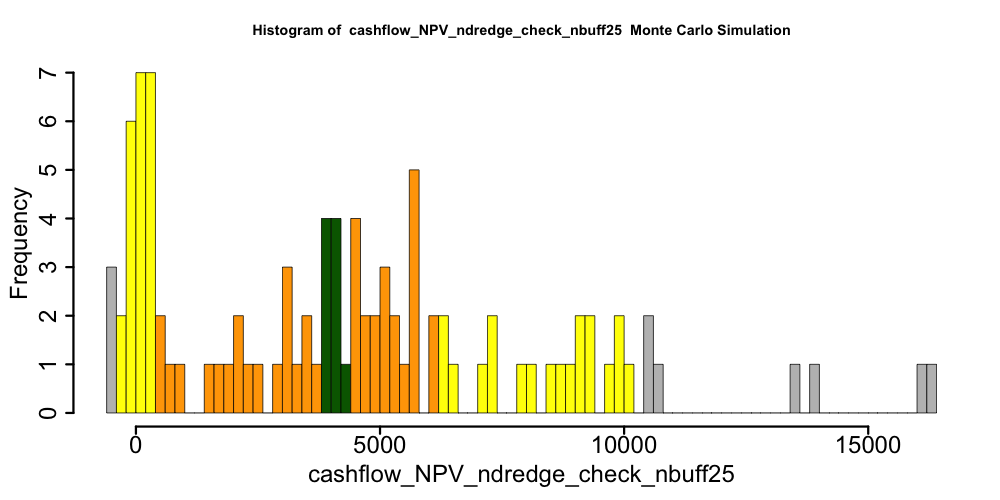 Histogram of cashflow_NPV_ndredge_check_nbuff25 Monte Carlo Simulation
Frequency
7
6
5
4
3
2
1
0
0 5000 10000 15000
cashflow_NPV_ndredge_check_nbuff25